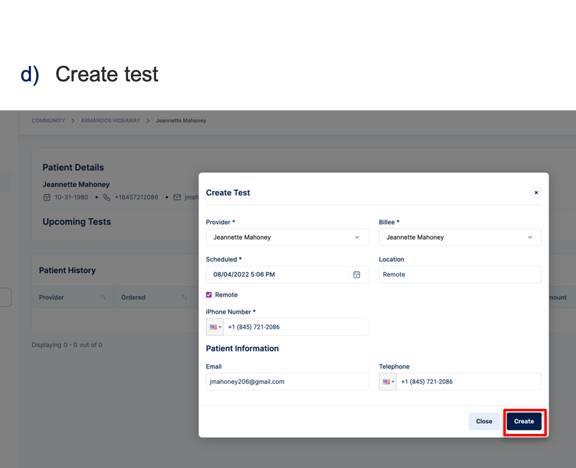 d) Create test
COMMUNITY > ARMANDOS HIDEAWAY > Jeannette Mahoney
Patient Details
Jeannette Mahoney
10-31-1980 • +18457212086 • jmah
Upcoming Tests
Patient History
Provider Ordered mount
Displaying 0 - 0 out of 0
Create Test
×
Provider * Billee *
Jeannette Mahoney Jeannette Mahoney
Scheduled * Location
08/04/2022 5:06 PM Remote
Remote
iPhone Number *
+1 (845) 721-2086
Patient Information
Email Telephone
jmahoney206@gmail.com +1 (845) 721-2086
Close Create